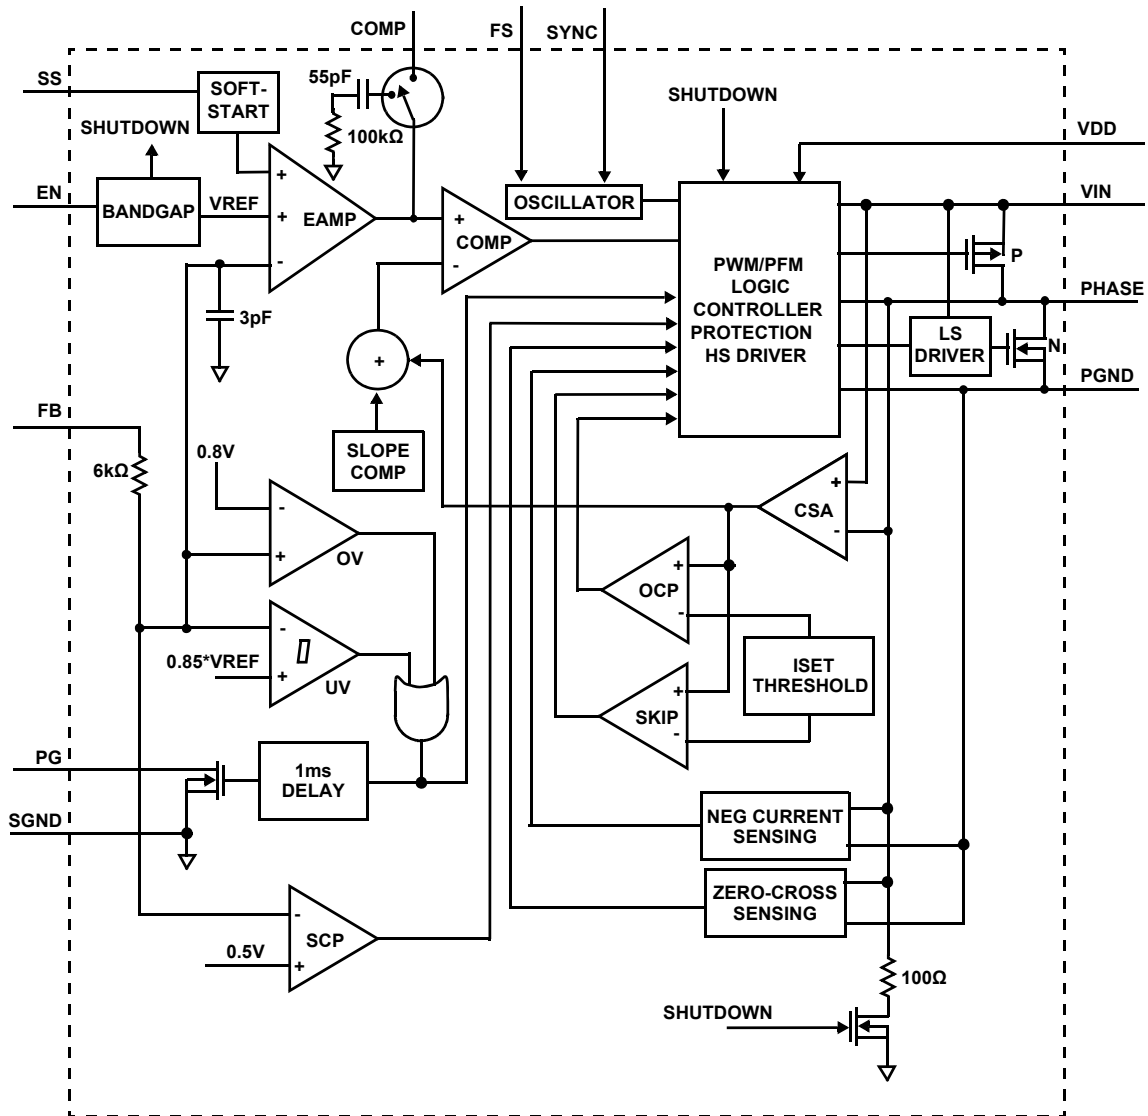 COMP
FS
SYNC
SS
55pF
SOFT-
START
100kΩ
SHUTDOWN
SHUTDOWN
VDD
EN
BANDGAP
VREF
+
+
-
EAMP
+
-
COMP
OSCILLATOR
VIN
PWM/PFM
LOGIC
CONTROLLER
PROTECTION
HS DRIVER
P
PHASE
3pF
LS
DRIVER
N
+
PGND
FB
SLOPE
COMP
0.8V
6kΩ
-
+
OV
+
-
CSA
+
-
OCP
-
+
UV
0.85*VREF
ISET
THRESHOLD
+
-
SKIP
PG
1ms
DELAY
SGND
NEG CURRENT
SENSING
ZERO-CROSS
SENSING
-
+
SCP
0.5V
100Ω
SHUTDOWN